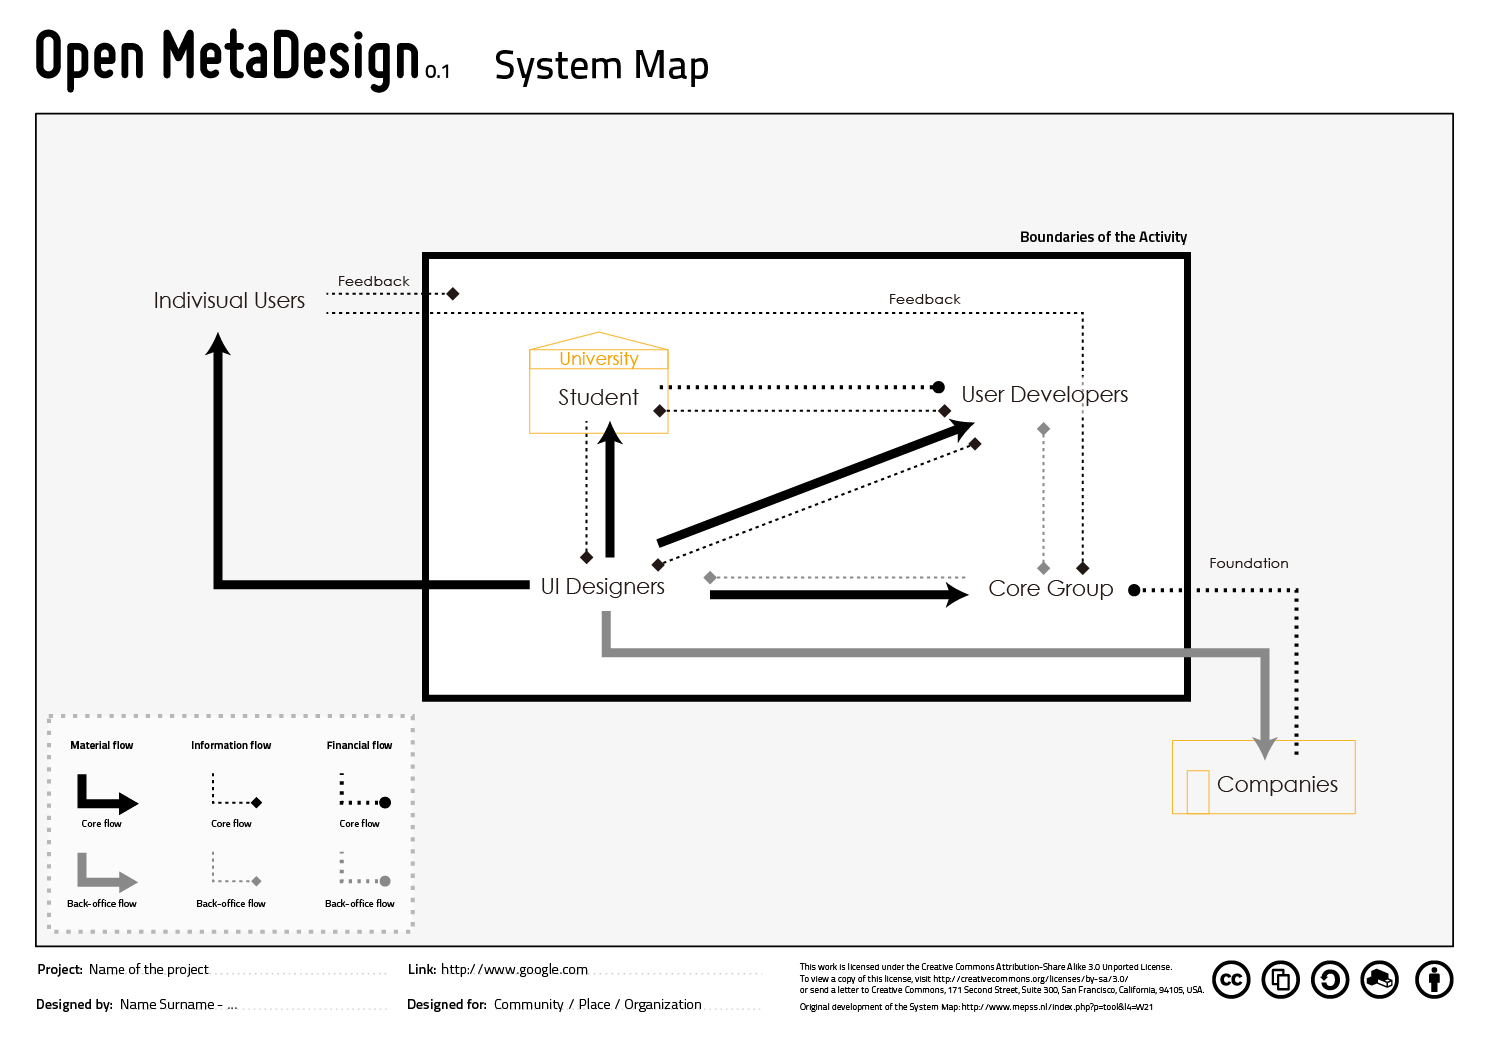 Open MetaDesign 0.1 System Map
Boundaries of the Activity
Feedback
Indivisual Users
Feedback
University
Student
User Developers
Foundation
UI Designers
Core Group
Companies
Material flow
Information flow
Financial flow
Core flow
Core flow
Core flow
Back-office flow
Back-office flow
Back-office flow
Project: Name of the project
Link: http://www.google.com
Designed by: Name Surname - ...
Designed for: Community / Place / Organization
This work is licensed under the Creative Commons Attribution-Share Alike 3.0 Unported License.
To view a copy of this license, visit http://creativecommons.org/licenses/by-sa/3.0/
or send a letter to Creative Commons, 171 Second Street, Suite 300, San Francisco, California, 94105, USA.
Original development of the System Map: http://www.mepss.nl/index.php?p=tool&l4=W21
cc